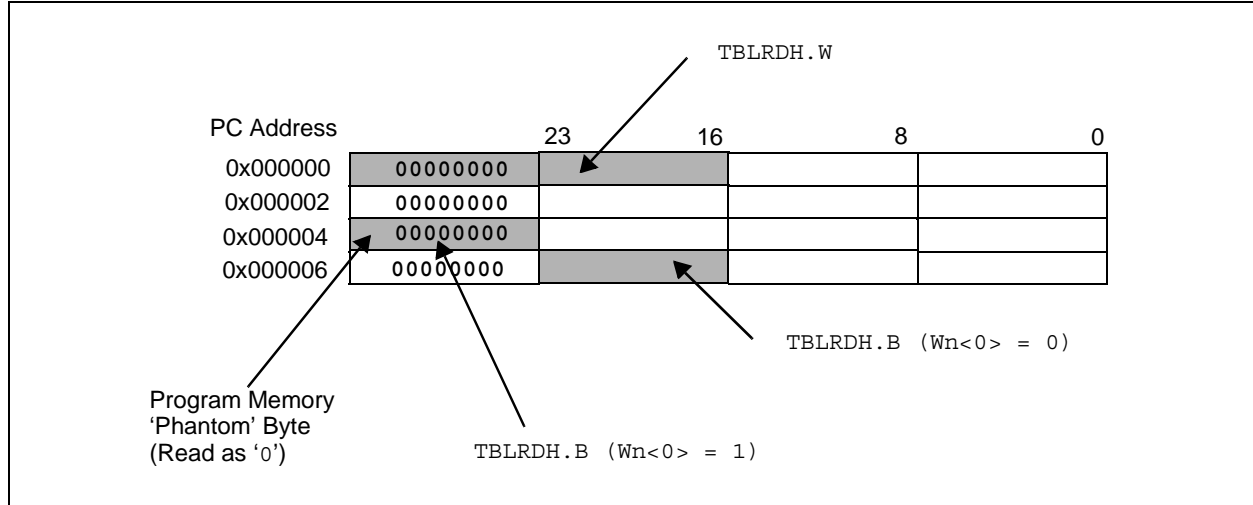 TBLRDH.W
PC Address 23 16 8 0
0x000000 00000000
0x000002 00000000
0x000004 00000000
0x000006 00000000
TBLRDH.B (Wn<0> = 0)
Program Memory
‘Phantom’ Byte
(Read as ‘0’)
TBLRDH.B (Wn<0> = 1)